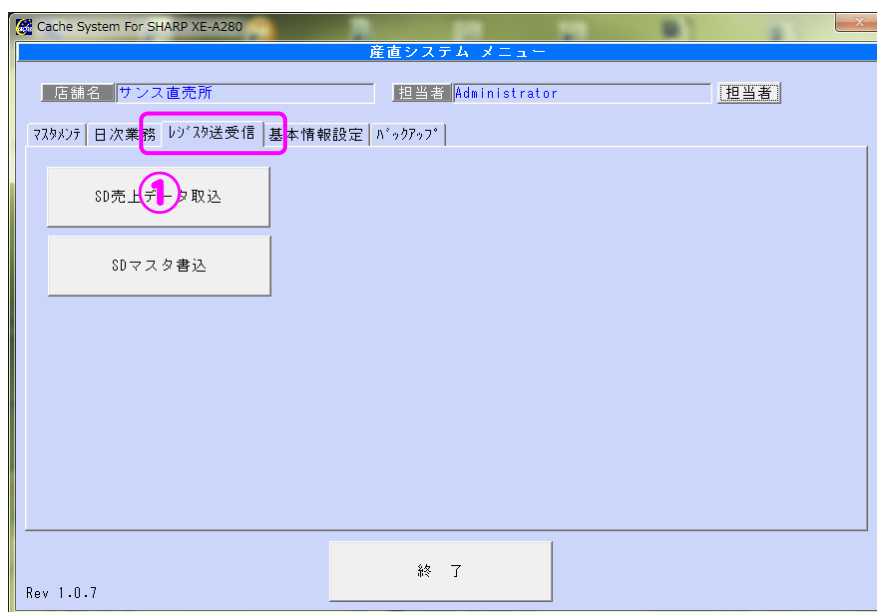 Cache System For SHARP XE-A280
産直システム メニュー
店舗名 サンス直売所 担当者 Administrator 担当者
ﾏｽﾀﾒﾝﾃ 日次業務 ﾚｼﾞｽﾀ送受信 基本情報設定 ﾊﾞｯｸｱｯﾌﾟ
①
SD売上データ取込
SDマスタ書込
終 了
Rev 1.0.7